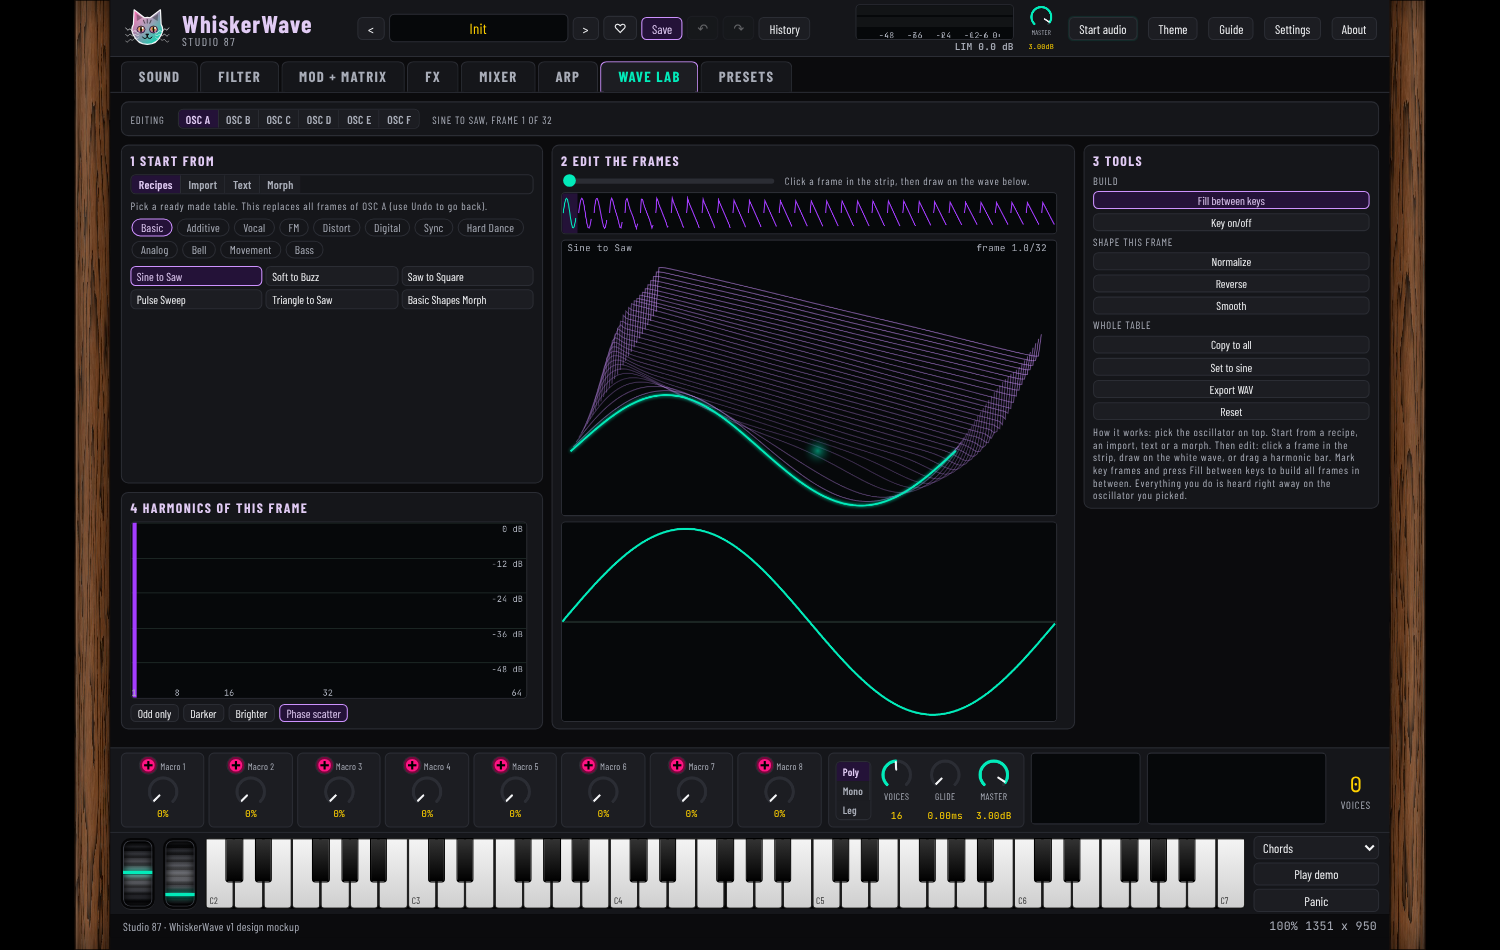 WhiskerWave
STUDIO 87
<
Init
>
♡
Save
History
-48 -36 -24 -12-6 0
LIM 0.0 dB
MASTER
3.00dB
Start audio
Theme
Guide
Settings
About
SOUND
FILTER
MOD + MATRIX
FX
MIXER
ARP
WAVE LAB
PRESETS
EDITING
OSC A
OSC B
OSC C
OSC D
OSC E
OSC F
SINE TO SAW, FRAME 1 OF 32
1 START FROM
Recipes
Import
Text
Morph
Pick a ready made table. This replaces all frames of OSC A (use Undo to go back).
Basic
Additive
Vocal
FM
Distort
Digital
Sync
Hard Dance
Analog
Bell
Movement
Bass
Sine to Saw
Soft to Buzz
Saw to Square
Pulse Sweep
Triangle to Saw
Basic Shapes Morph
2 EDIT THE FRAMES
Click a frame in the strip, then draw on the wave below.
Sine to Saw
frame 1.0/32
3 TOOLS
BUILD
Fill between keys
Key on/off
SHAPE THIS FRAME
Normalize
Reverse
Smooth
WHOLE TABLE
Copy to all
Set to sine
Export WAV
Reset
How it works: pick the oscillator on top. Start from a recipe,
an import, text or a morph. Then edit: click a frame in the
strip, draw on the white wave, or drag a harmonic bar. Mark
key frames and press Fill between keys to build all frames in
between. Everything you do is heard right away on the
oscillator you picked.
4 HARMONICS OF THIS FRAME
0 dB
-12 dB
-24 dB
-36 dB
-48 dB
1 8 16 32 64
Odd only
Darker
Brighter
Phase scatter
Macro 1
0%
Macro 2
0%
Macro 3
0%
Macro 4
0%
Macro 5
0%
Macro 6
0%
Macro 7
0%
Macro 8
0%
Poly
Mono
Leg
VOICES
16
GLIDE
0.00ms
MASTER
3.00dB
0
VOICES
C2
C3
C4
C5
C6
C7
Chords
Play demo
Panic
Studio 87 - WhiskerWave v1 design mockup
100% 1351 x 950